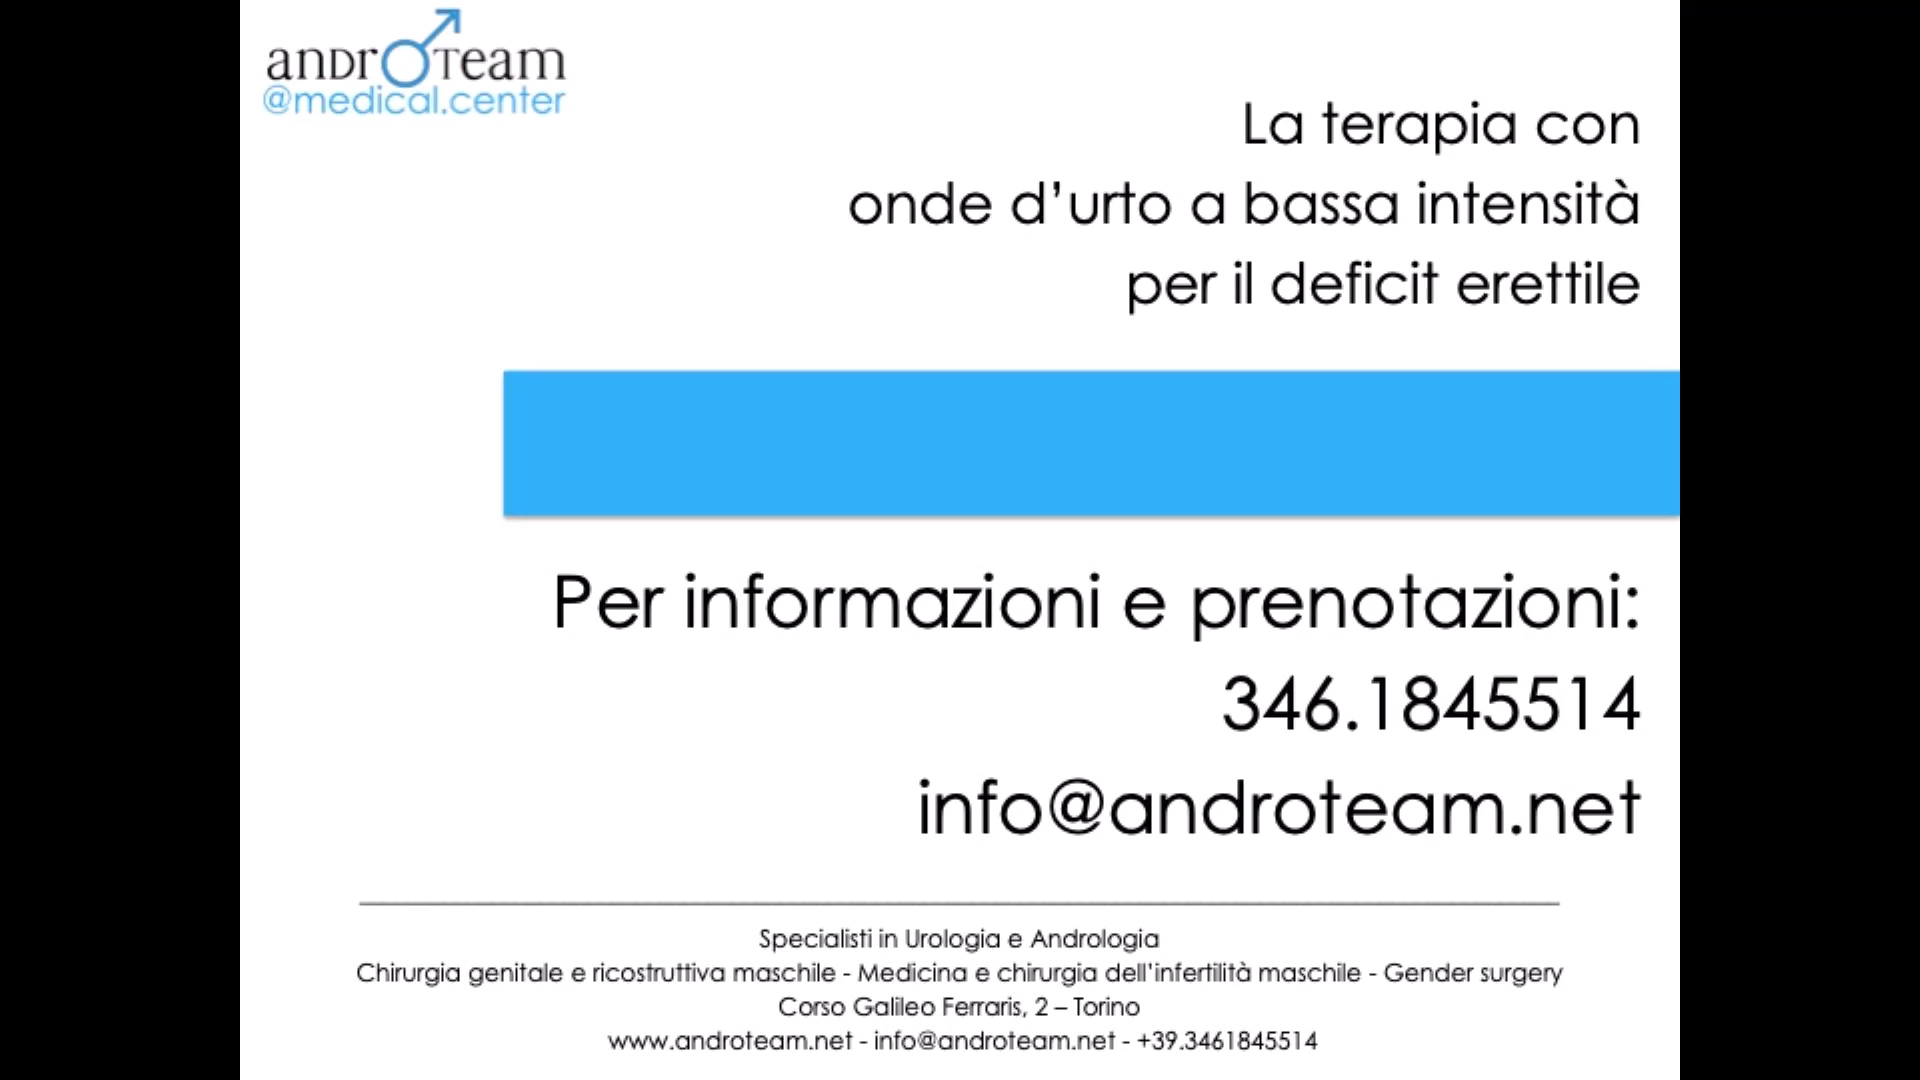 androTeam
@medical.center
La terapia con
onde d’urto a bassa intensità
per il deficit erettile
Per informazioni e prenotazioni:
346.1845514
info@androteam.net
Specialisti in Urologia e Andrologia
Chirurgia genitale e ricostruttiva maschile - Medicina e chirurgia dell’infertilità maschile - Gender surgery
Corso Galileo Ferraris, 2 – Torino
www.androteam.net - info@androteam.net - +39.3461845514